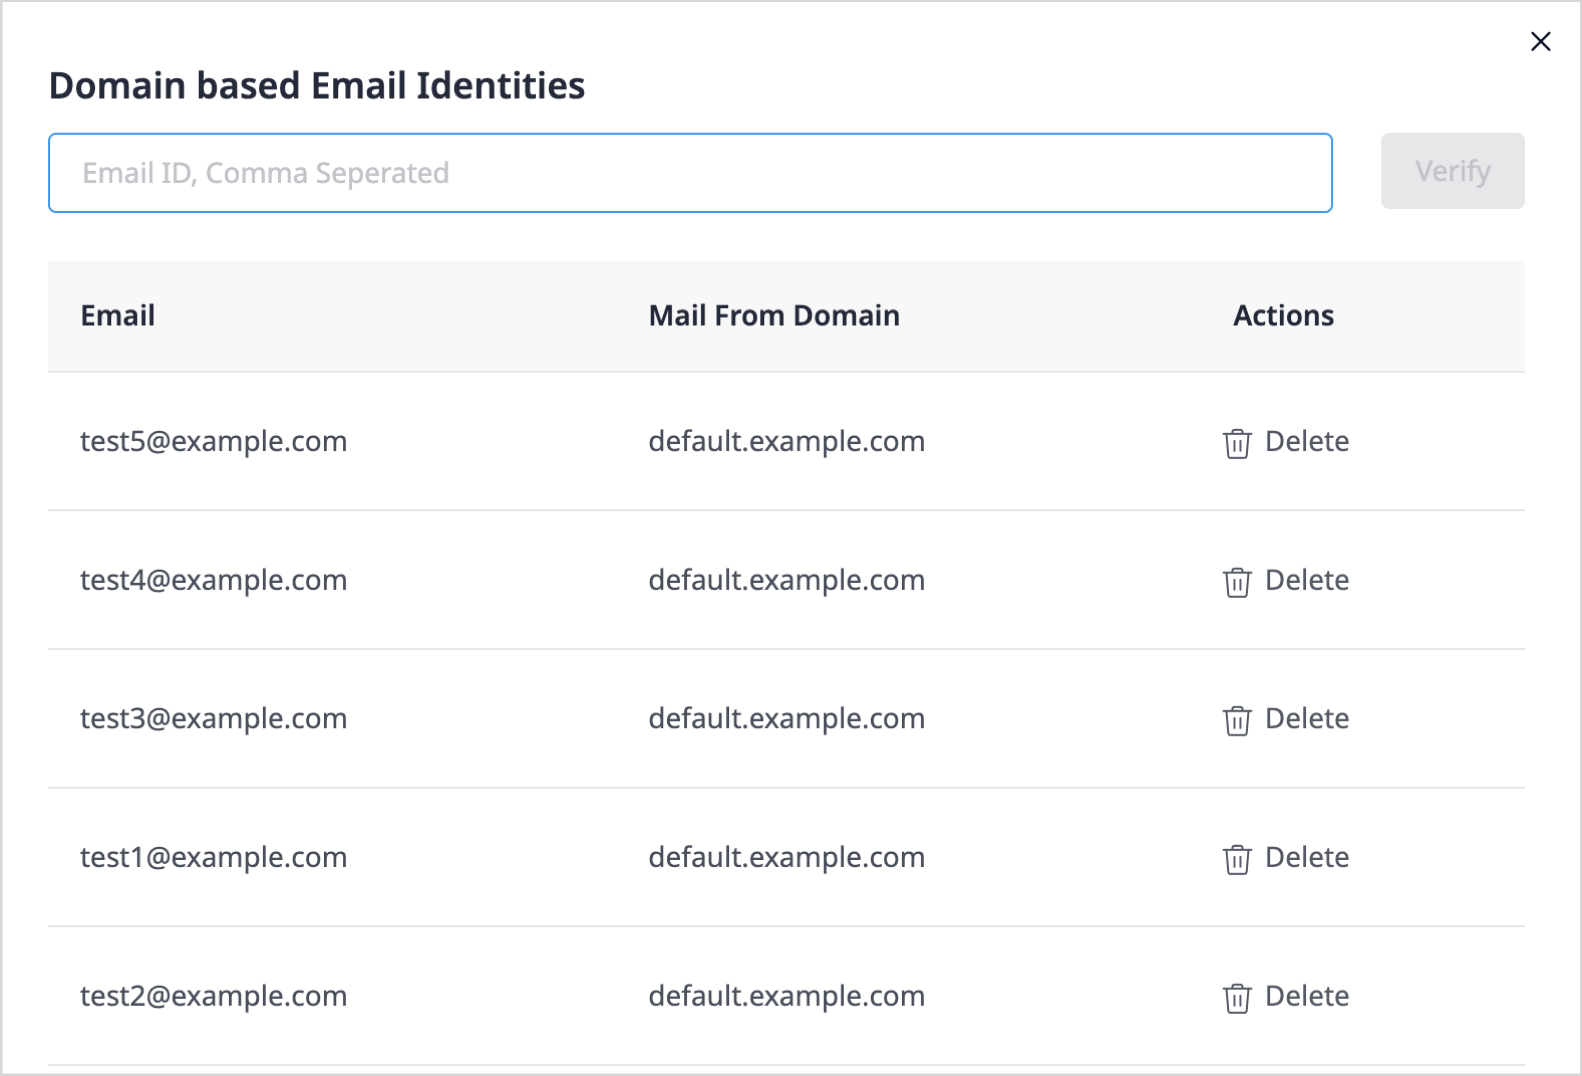 Domain based Email Identities
Email ID, Comma Seperated
Verify
Email Mail From Domain Actions
test5@example.com default.example.com Delete
test4@example.com default.example.com Delete
test3@example.com default.example.com Delete
test1@example.com default.example.com Delete
test2@example.com default.example.com Delete